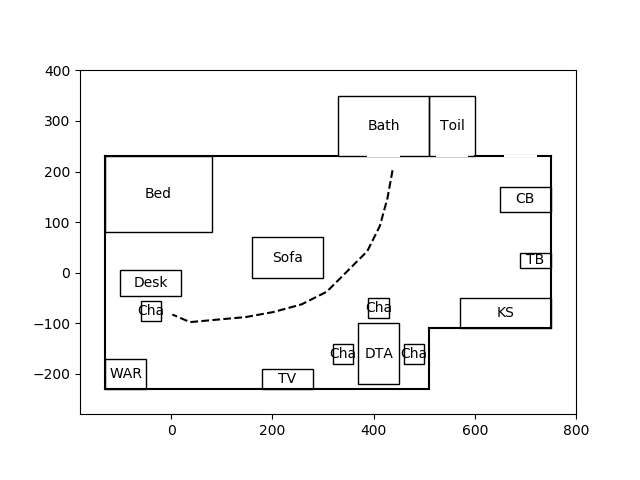 400
300
200
100
0
−100
−200
Bath
Toil
Bed
CB
Sofa
TB
Desk
Cha
Cha
KS
Cha
DTA
Cha
WAR
TV
0
200
400
600
800